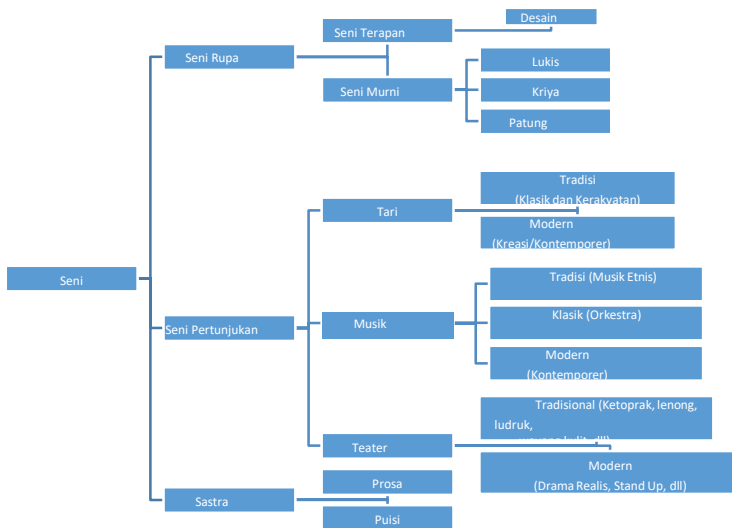 Seni
Seni Rupa
Seni Terapan
Desain
Seni Murni
Lukis
Kriya
Patung
Seni Pertunjukan
Tari
Tradisi
(Klasik dan Kerakyatan)
Modern
(Kreasi/Kontemporer)
Musik
Tradisi (Musik Etnis)
Klasik (Orkestra)
Modern
(Kontemporer)
Teater
Tradisional (Ketoprak, lenong,
ludruk,
Modern
(Drama Realis, Stand Up, dll)
Sastra
Prosa
Puisi